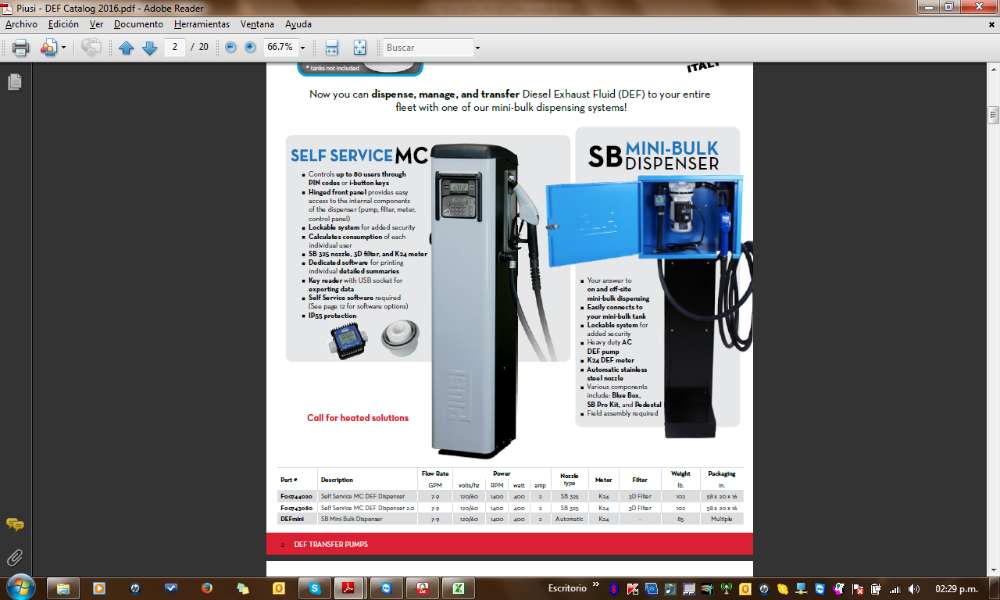 Piusi - DEF Catalog 2016.pdf - Adobe Reader
Archivo Edición Ver Documento Herramientas Ventana Ayuda
2 / 20 66.7% Buscar
* tanks not included
ITALY
Now you can dispense, manage, and transfer Diesel Exhaust Fluid (DEF) to your entire
fleet with one of our mini-bulk dispensing systems!
SELF SERVICE MC
▪ Controls up to 80 users through
PIN codes or i-button keys
▪ Hinged front panel provides easy
access to the internal components
of the dispenser (pump, filter, meter,
control panel)
▪ Lockable system for added security
▪ Calculates consumption of each
individual user
▪ SB 325 nozzle, 3D filter, and K24 meter
▪ Dedicated software for printing
individual detailed summaries
▪ Key reader with USB socket for
exporting data
▪ Self Service software required
(See page 12 for software options)
▪ IP55 protection
PIUSI
Call for heated solutions
SB MINI-BULK
DISPENSER
▪ Your answer to
on and off-site
mini-bulk dispensing
▪ Easily connects to
your mini-bulk tank
▪ Lockable system for
added security
▪ Heavy duty AC
DEF pump
▪ K24 DEF meter
▪ Automatic stainless
steel nozzle
▪ Various components
include: Blue Box,
SB Pro Kit, and Pedestal
▪ Field assembly required
Part # Description Flow Rate Power Nozzle type Meter Filter Weight Packaging
GPM volts/hz RPM watt amp lb. in.
F00744020 Self Service MC DEF Dispenser 7-9 120/60 1400 400 2 SB 325 K24 3D Filter 102 58 x 20 x 16
F00743080 Self Service MC DEF Dispenser 2.0 7-9 120/60 1400 400 2 SB 325 K24 3D Filter 102 58 x 20 x 16
DEFmini SB Mini-Bulk Dispenser 7-9 120/60 1400 400 2 Automatic K24 - 85 Multiple
2 DEF TRANSFER PUMPS
Escritorio » 02:29 p.m.